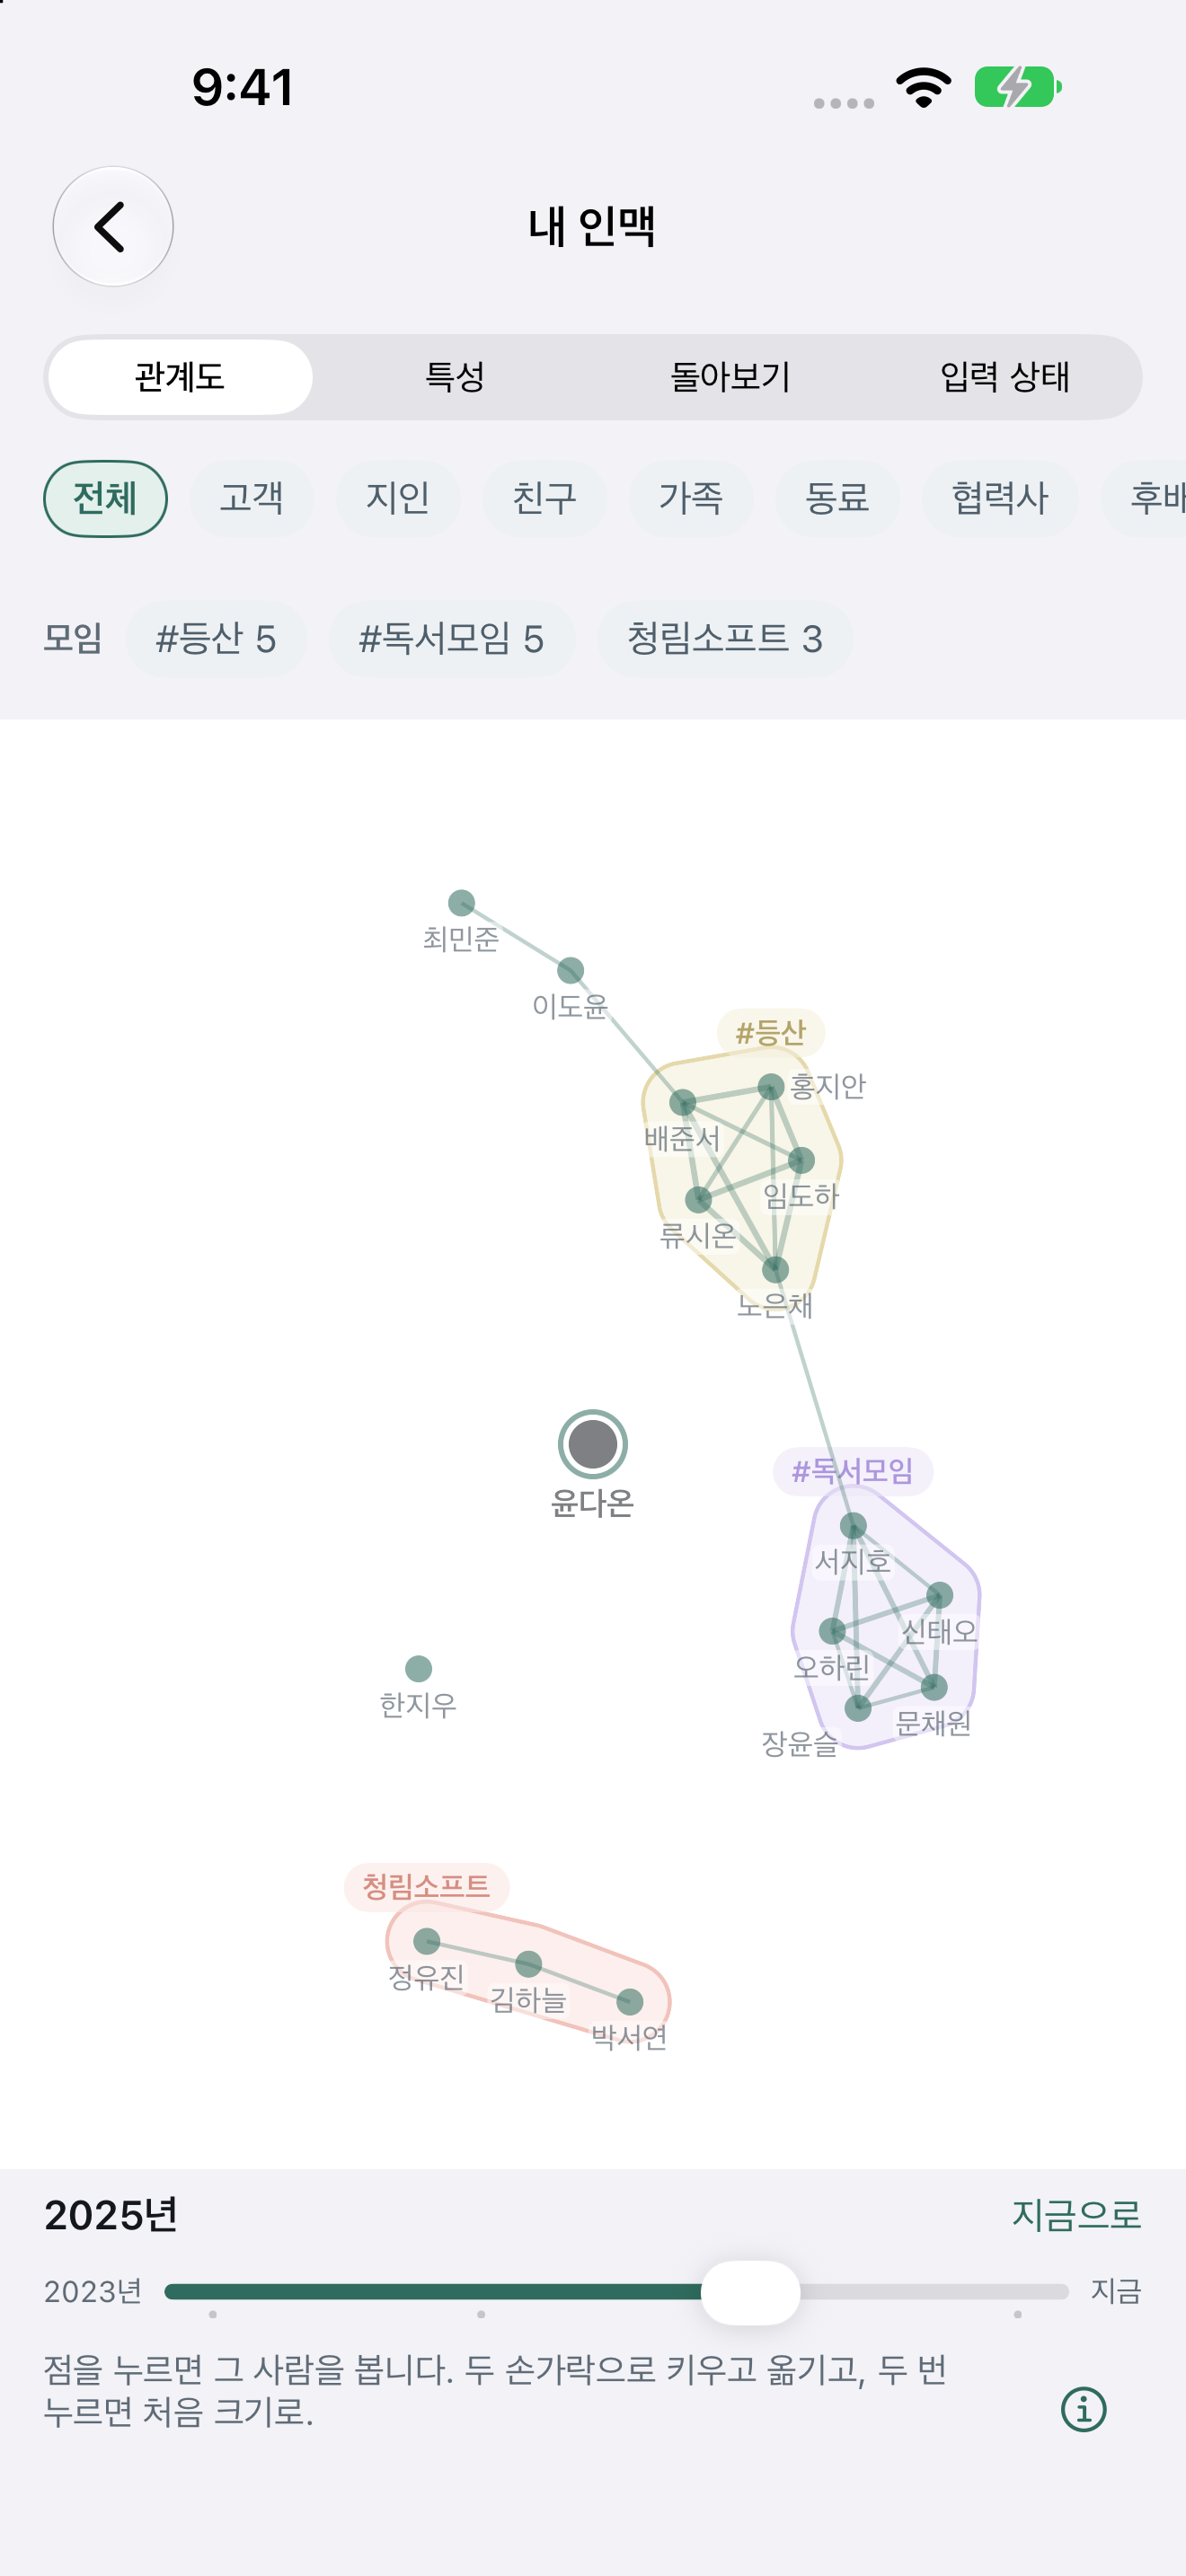 9:41
내 인맥
관계도 특성 돌아보기 입력 상태
전체 고객 지인 친구 가족 동료 협력사 후배
모임 #등산 5 #독서모임 5 청림소프트 3
최민준
이도윤
#등산
홍지안
배준서
임도하
류시온
노은채
#독서모임
윤다온
서지호
신태오
오하린
한지우
문채원
장윤슬
청림소프트
정유진
김하늘
박서연
2025년 지금으로
2023년 지금
점을 누르면 그 사람을 봅니다. 두 손가락으로 키우고 옮기고, 두 번
누르면 처음 크기로.